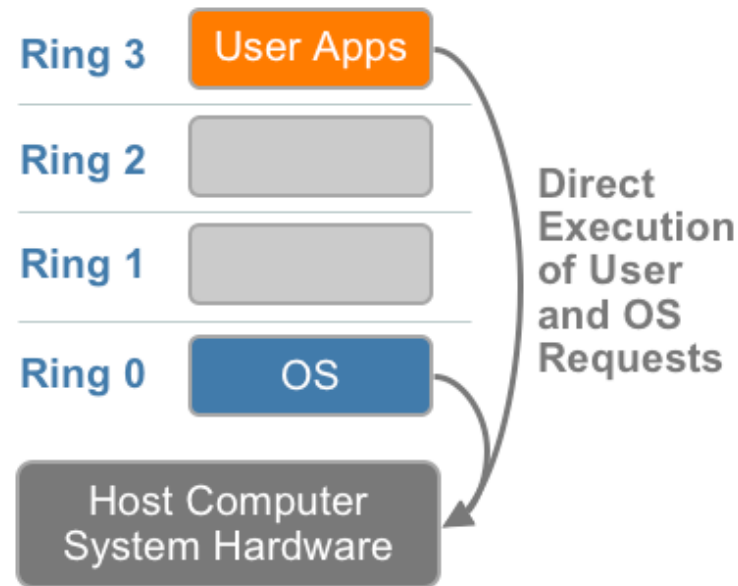 Ring 3
User Apps
Ring 2
Ring 1
Ring 0
OS
Direct
Execution
of User
and OS
Requests
Host Computer
System Hardware